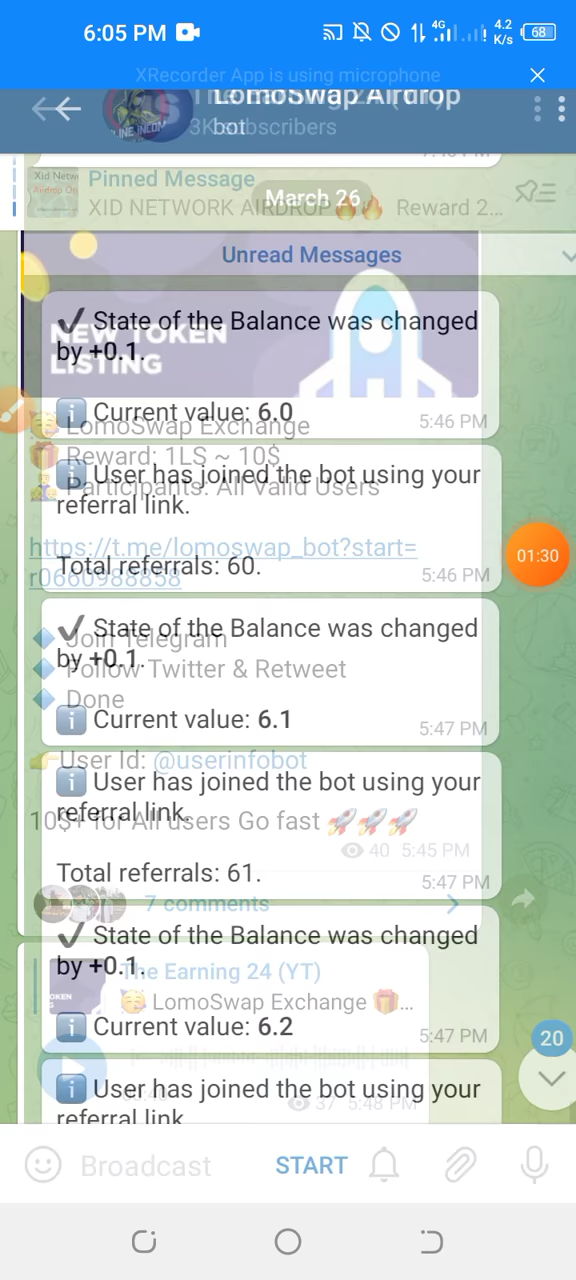 6:05 PM
4G
4.2
K/s
68
XRecorder App is using microphone
LomoSwap Airdrop
bot
3K subscribers
Pinned Message
XID NETWORK AIRDROP🔥🔥 Reward 2...
March 26
Unread Messages
NEW TOKEN
LISTING
✔️ State of the Balance was changed
by +0.1.
ℹ️ Current value: 6.0
5:46 PM
🥳 LomoSwap Exchange
🎁 Reward: 1LS ~ 10$
Participants: All Valid Users
ℹ️ User has joined the bot using your
referral link.
https://t.me/lomoswap_bot?start=
r0660988858
Total referrals: 60.
5:46 PM
01:30
✔️ State of the Balance was changed
by +0.1.
🔷 Join Telegram
🔷 Follow Twitter & Retweet
🔷 Done
ℹ️ Current value: 6.1
5:47 PM
👉User Id: @userinfobot
ℹ️ User has joined the bot using your
referral link.
10$+ for All users Go fast 🚀🚀🚀
40 5:45 PM
Total referrals: 61.
5:47 PM
7 comments
✔️ State of the Balance was changed
by +0.1.
The Earning 24 (YT)
🥳 LomoSwap Exchange 🎁...
ℹ️ Current value: 6.2
5:47 PM
20
ℹ️ User has joined the bot using your
referral link
37 5:48 PM
Broadcast
START